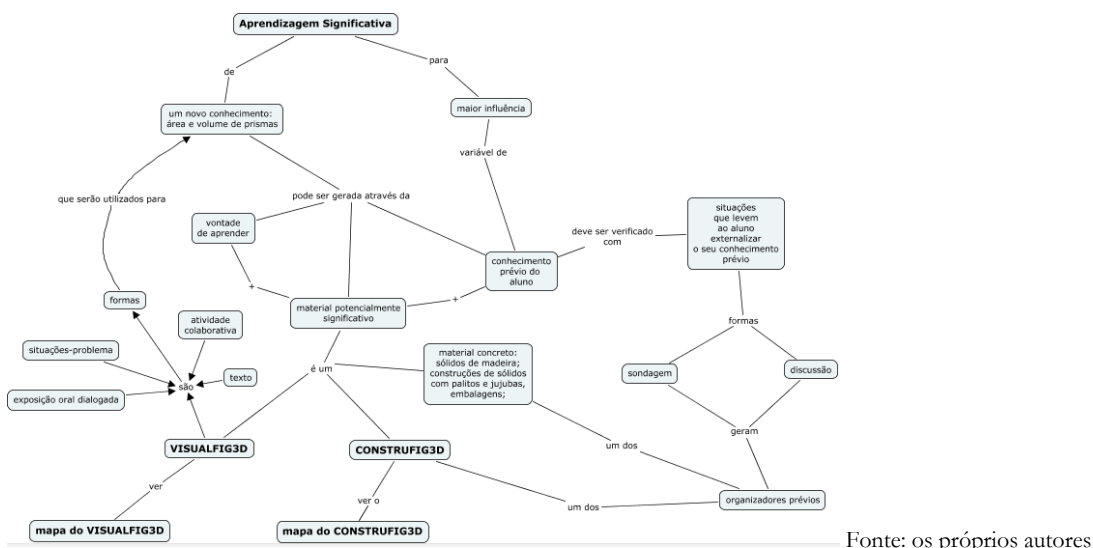 Aprendizagem Significativa
de
para
um novo conhecimento:
área e volume de prismas
maior influência
variável de
que serão utilizados para
pode ser gerada através da
vontade
de aprender
situações
que levem
ao aluno
externalizar
o seu conhecimento
prévio
deve ser verificado
com
conhecimento
prévio do
aluno
+
+
formas
material potencialmente
significativo
atividade
colaborativa
formas
situações-problema
é um
material concreto:
sólidos de madeira;
construções de sólidos
com palitos e jujubas,
embalagens;
sondagem
discussão
texto
são
exposição oral dialogada
geram
VISUALFIG3D
CONSTRUFIG3D
um dos
ver
ver o
um dos
organizadores prévios
mapa do VISUALFIG3D
mapa do CONSTRUFIG3D
Fonte: os próprios autores